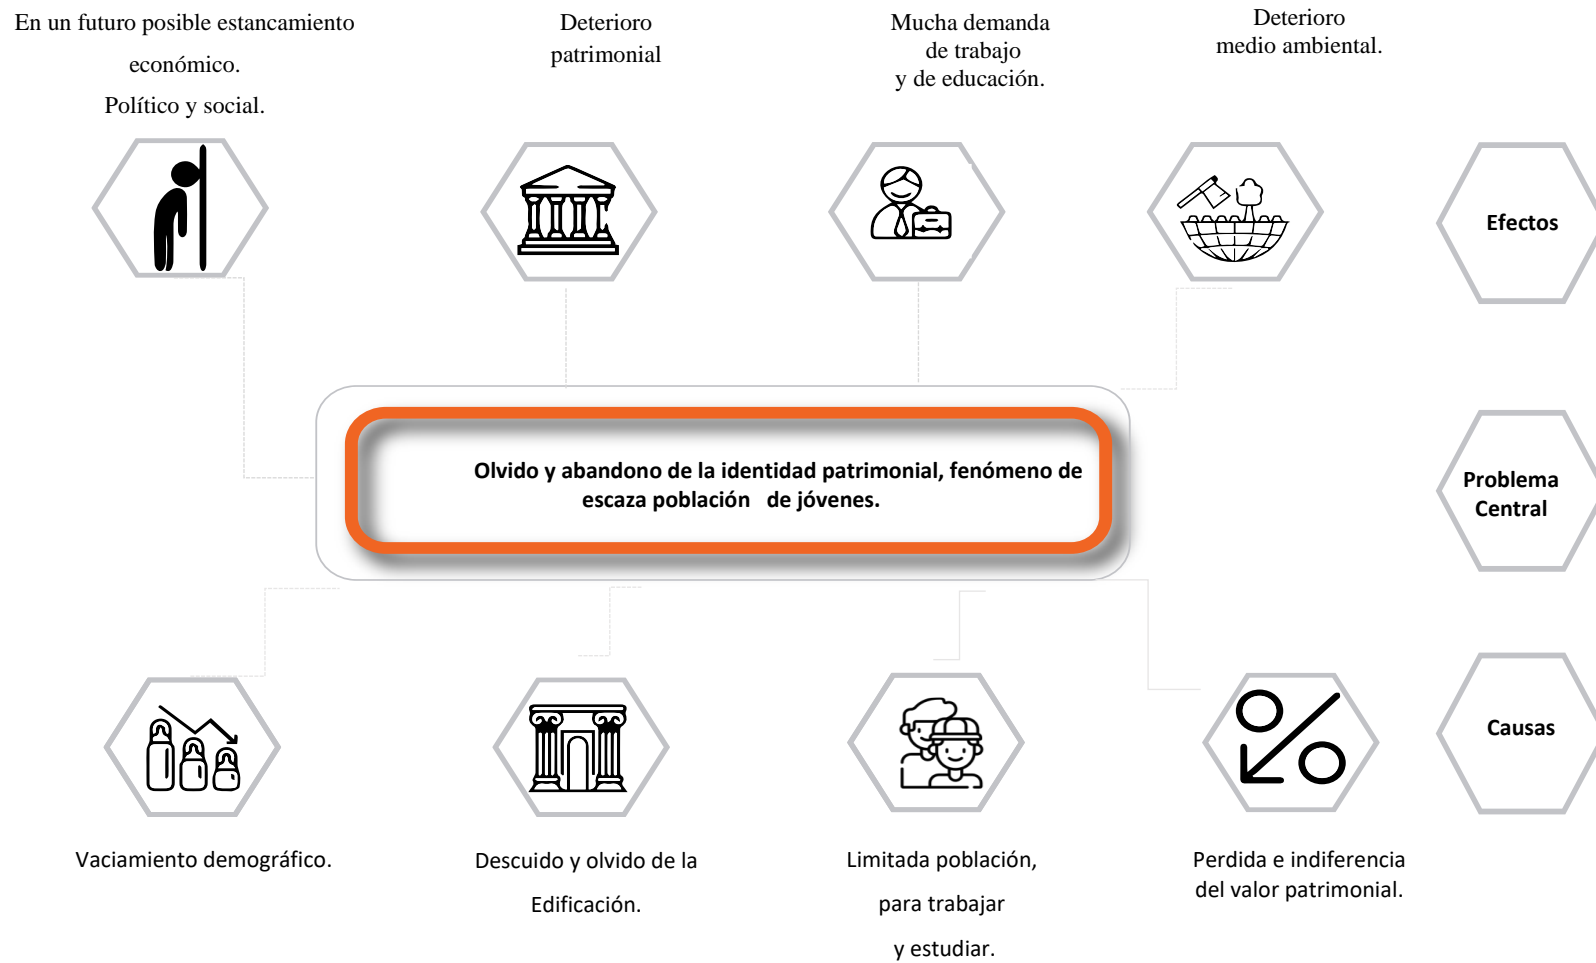 En un futuro posible estancamiento
económico.
Político y social.
Deterioro
patrimonial
Mucha demanda
de trabajo
y de educación.
Deterioro
medio ambiental.
Efectos
Olvido y abandono de la identidad patrimonial, fenómeno de
escaza población de jóvenes.
Problema
Central
Causas
Vaciamiento demográfico.
Descuido y olvido de la
Edificación.
Limitada población,
para trabajar
y estudiar.
Perdida e indiferencia
del valor patrimonial.